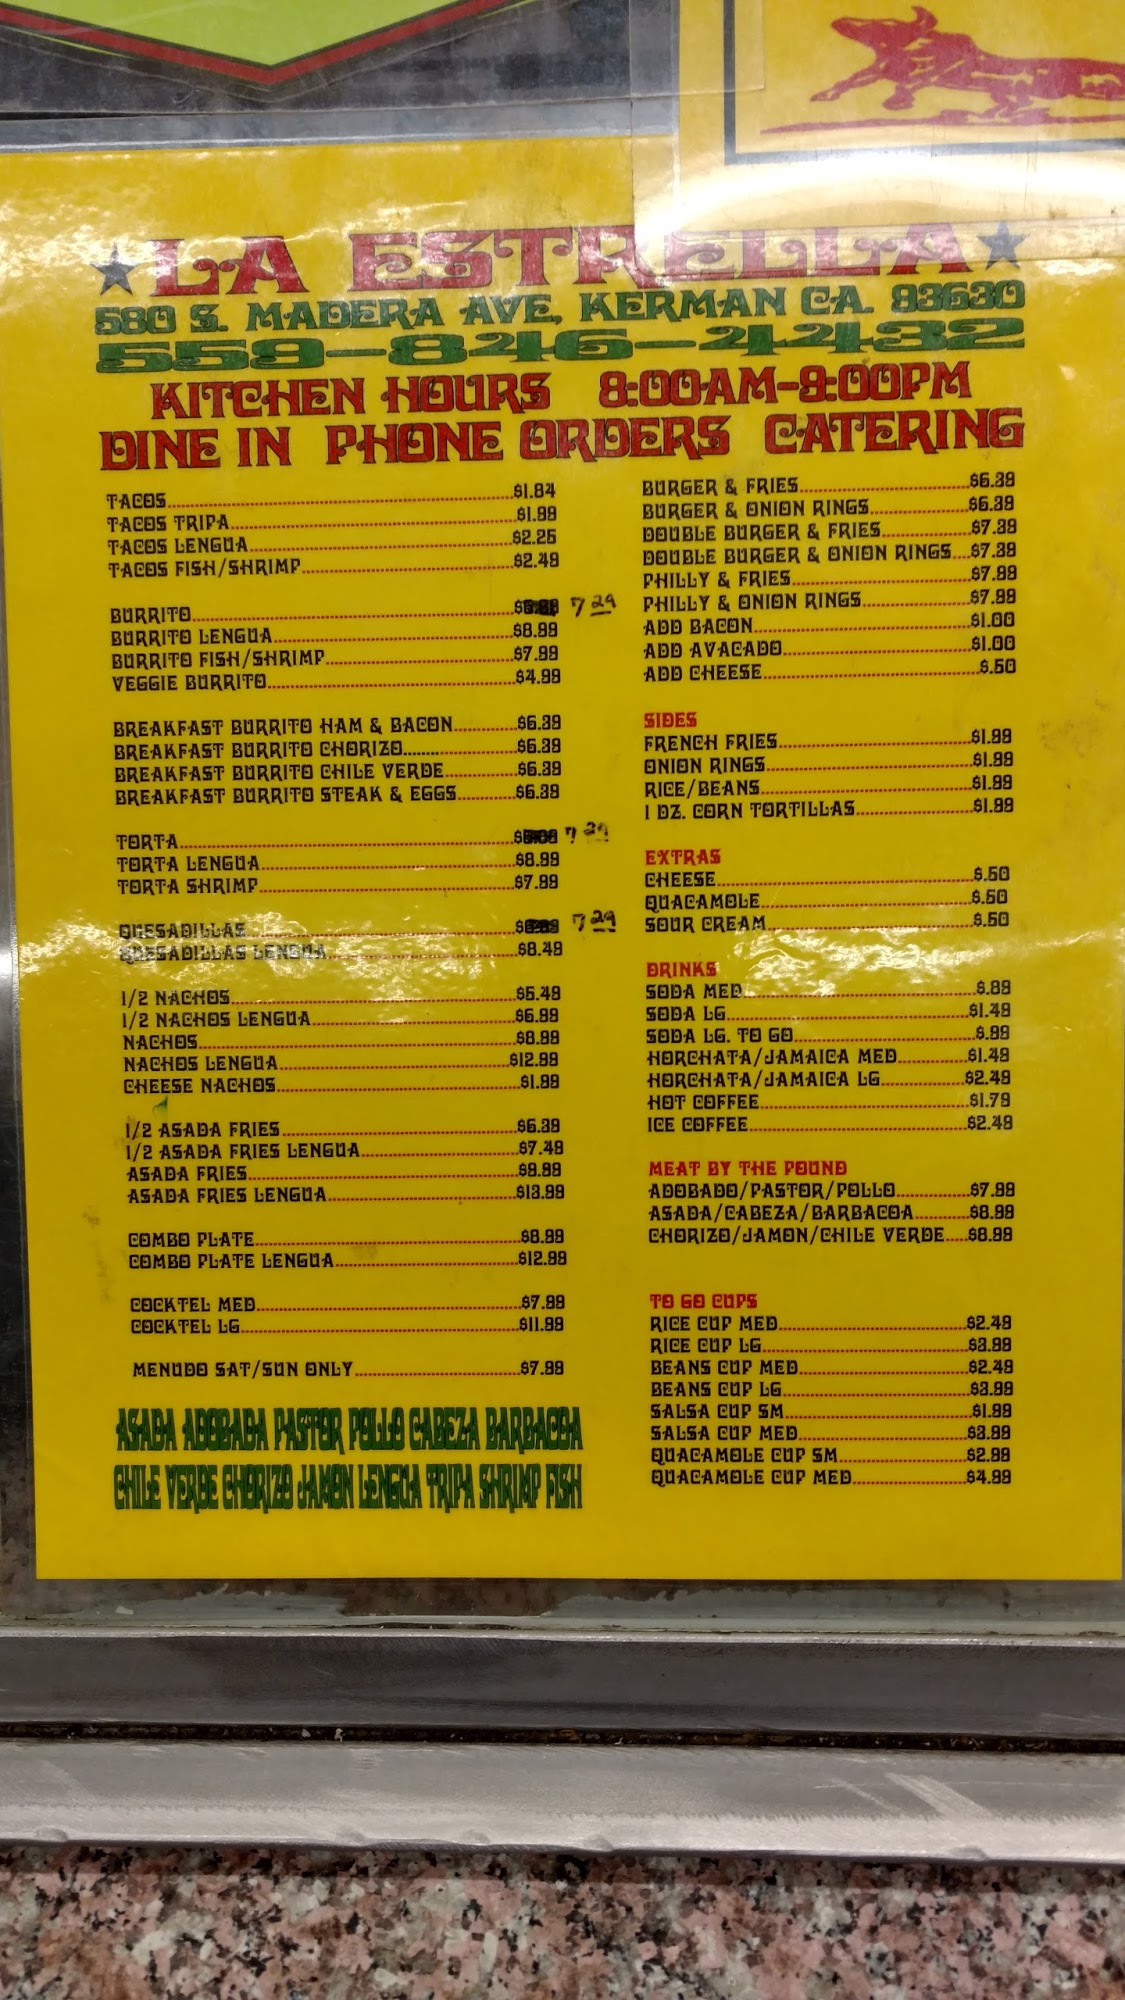 LA ESTRELLA
580 S. MADERA AVE, KERMAN CA. 93630
559-846-4432
KITCHEN HOURS 8:00AM-9:00PM
DINE IN PHONE ORDERS CATERING
TACOS $1.84
TACOS TRIPA $1.99
TACOS LENGUA $2.25
TACOS FISH/SHRIMP $2.49
BURRITO 7 29
BURRITO LENGUA $8.99
BURRITO FISH/SHRIMP $7.99
VEGGIE BURRITO $4.99
BREAKFAST BURRITO HAM & BACON $6.39
BREAKFAST BURRITO CHORIZO $6.39
BREAKFAST BURRITO CHILE VERDE $6.39
BREAKFAST BURRITO STEAK & EGGS $6.39
TORTA 7 29
TORTA LENGUA $8.99
TORTA SHRIMP $7.99
QUESADILLAS 7 29
QUESADILLAS LENGUA $8.49
1/2 NACHOS $5.49
1/2 NACHOS LENGUA $6.99
NACHOS $8.99
NACHOS LENGUA $12.99
CHEESE NACHOS $1.99
1/2 ASADA FRIES $6.39
1/2 ASADA FRIES LENGUA $7.49
ASADA FRIES $9.99
ASADA FRIES LENGUA $13.99
COMBO PLATE $8.99
COMBO PLATE LENGUA $12.99
COCKTEL MED $7.99
COCKTEL LG $11.99
MENUDO SAT/SUN ONLY $7.99
ASADA ADOBADA PASTOR POLLO CABEZA BARBACOA
CHILE VERDE CHORIZO JAMON LENGUA TRIPA SHRIMP FISH
BURGER & FRIES $6.39
BURGER & ONION RINGS $6.39
DOUBLE BURGER & FRIES $7.39
DOUBLE BURGER & ONION RINGS $7.39
PHILLY & FRIES $7.99
PHILLY & ONION RINGS $7.99
ADD BACON $1.00
ADD AVACADO $1.00
ADD CHEESE $.50
SIDES
FRENCH FRIES $1.99
ONION RINGS $1.99
RICE/BEANS $1.99
1 DZ. CORN TORTILLAS $1.99
EXTRAS
CHEESE $.50
QUACAMOLE $.50
SOUR CREAM $.50
DRINKS
SODA MED $.89
SODA LG $1.49
SODA LG. TO GO $.99
HORCHATA/JAMAICA MED $1.49
HORCHATA/JAMAICA LG $2.49
HOT COFFEE $1.79
ICE COFFEE $2.49
MEAT BY THE POUND
ADOBADO/PASTOR/POLLO $7.99
ASADA/CABEZA/BARBACOA $8.99
CHORIZO/JAMON/CHILE VERDE $8.99
TO GO CUPS
RICE CUP MED $2.49
RICE CUP LG $3.99
BEANS CUP MED $2.49
BEANS CUP LG $3.99
SALSA CUP SM $1.99
SALSA CUP MED $3.99
QUACAMOLE CUP SM $2.99
QUACAMOLE CUP MED $4.99